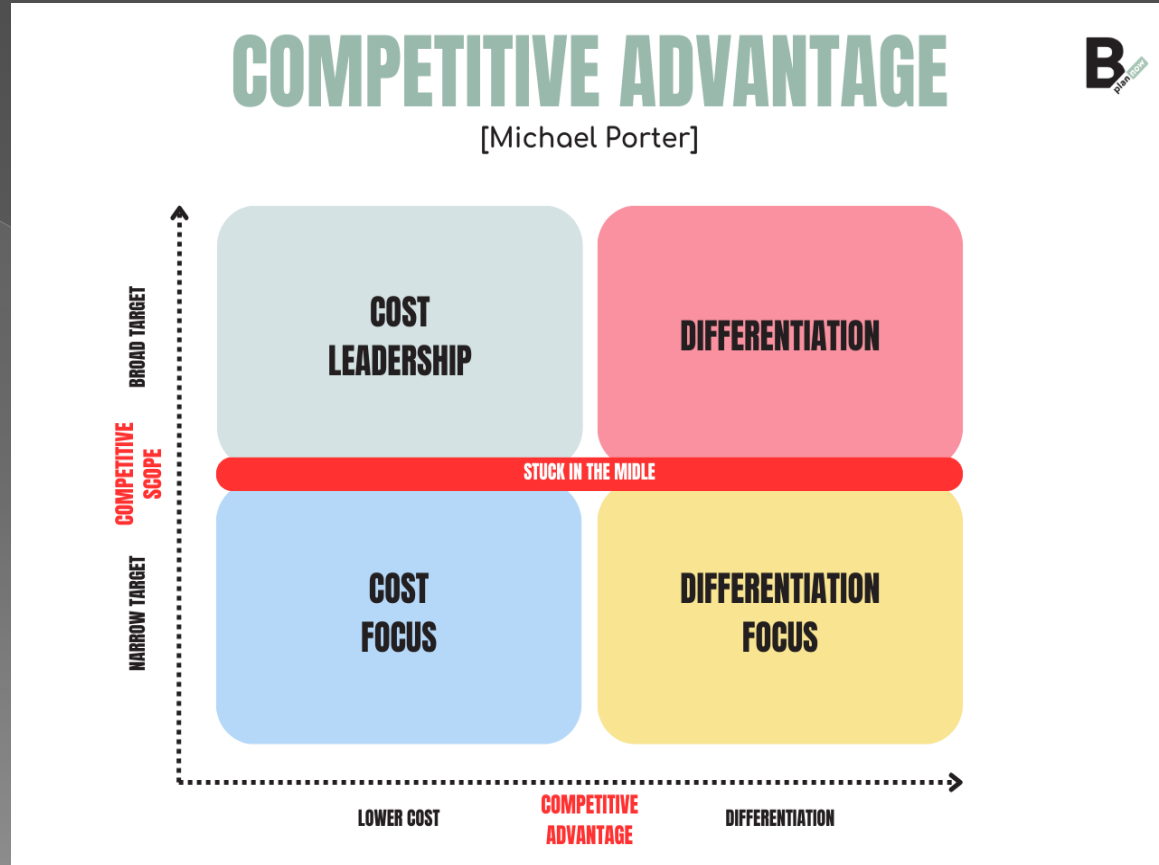 COMPETITIVE ADVANTAGE
[Michael Porter]
B
plan now
BROAD TARGET
COMPETITIVE
SCOPE
NARROW TARGET
COST
LEADERSHIP
DIFFERENTIATION
STUCK IN THE MIDLE
COST
FOCUS
DIFFERENTIATION
FOCUS
LOWER COST
COMPETITIVE
ADVANTAGE
DIFFERENTIATION